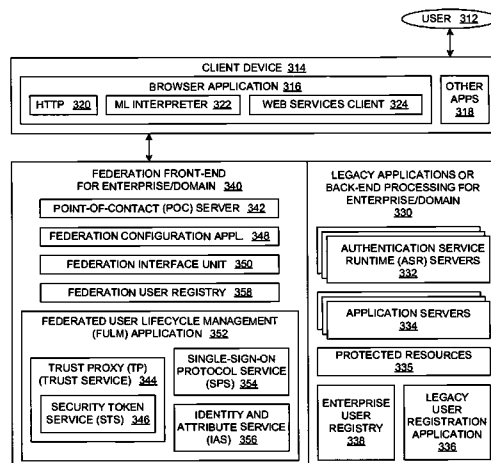 USER 312
CLIENT DEVICE 314
BROWSER APPLICATION 316
HTTP 320
ML INTERPRETER 322
WEB SERVICES CLIENT 324
OTHER
APPS
318
FEDERATION FRONT-END
FOR ENTERPRISE/DOMAIN 340
POINT-OF-CONTACT (POC) SERVER 342
FEDERATION CONFIGURATION APPL. 348
FEDERATION INTERFACE UNIT 350
FEDERATION USER REGISTRY 358
FEDERATED USER LIFECYCLE MANAGEMENT
(FULM) APPLICATION 352
TRUST PROXY (TP)
(TRUST SERVICE) 344
SECURITY TOKEN
SERVICE (STS) 346
SINGLE-SIGN-ON
PROTOCOL SERVICE
(SPS) 354
IDENTITY AND
ATTRIBUTE SERVICE
(IAS) 356
LEGACY APPLICATIONS OR
BACK-END PROCESSING FOR
ENTERPRISE/DOMAIN
330
AUTHENTICATION SERVICE
RUNTIME (ASR) SERVERS
332
APPLICATION SERVERS
334
PROTECTED RESOURCES
335
ENTERPRISE
USER
REGISTRY
338
LEGACY
USER
REGISTRATION
APPLICATION
336